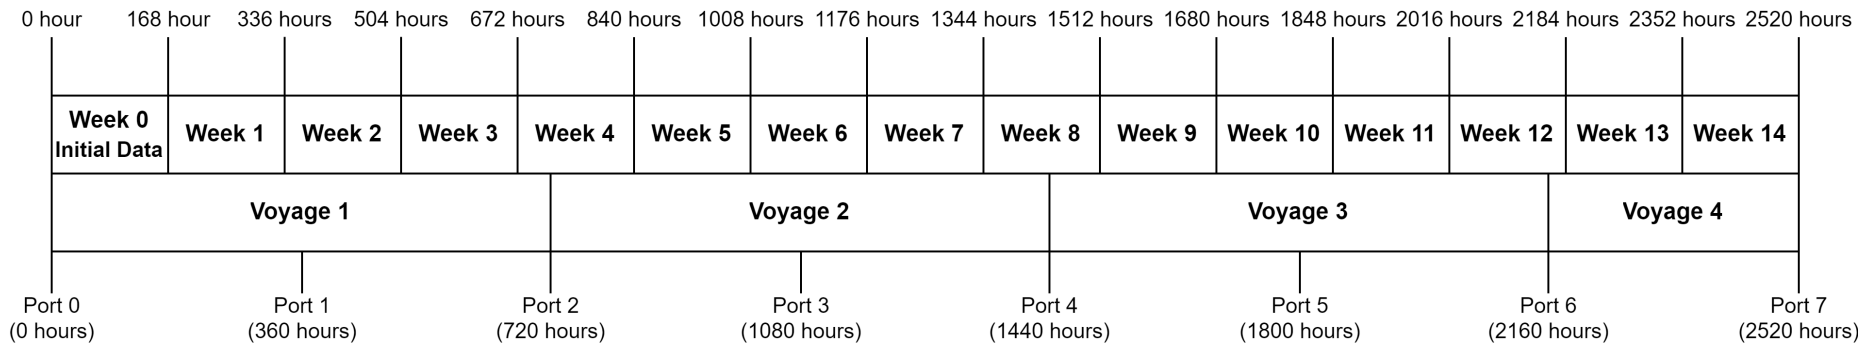 0 hour 168 hour 336 hours 504 hours 672 hours 840 hours 1008 hours 1176 hours 1344 hours 1512 hours 1680 hours 1848 hours 2016 hours 2184 hours 2352 hours 2520 hours
Week 0
Initial Data
Week 1 Week 2 Week 3 Week 4 Week 5 Week 6 Week 7 Week 8 Week 9 Week 10 Week 11 Week 12 Week 13 Week 14
Voyage 1 Voyage 2 Voyage 3 Voyage 4
Port 0 Port 1 Port 2 Port 3 Port 4 Port 5 Port 6 Port 7
(0 hours) (360 hours) (720 hours) (1080 hours) (1440 hours) (1800 hours) (2160 hours) (2520 hours)